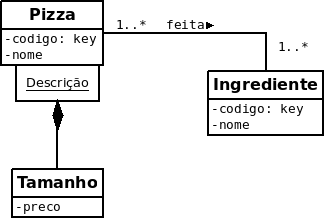 Pizza
-codigo: key
-nome
Descrição
1..* feita▶
1..*
Ingrediente
-codigo: key
-nome
Tamanho
-preco